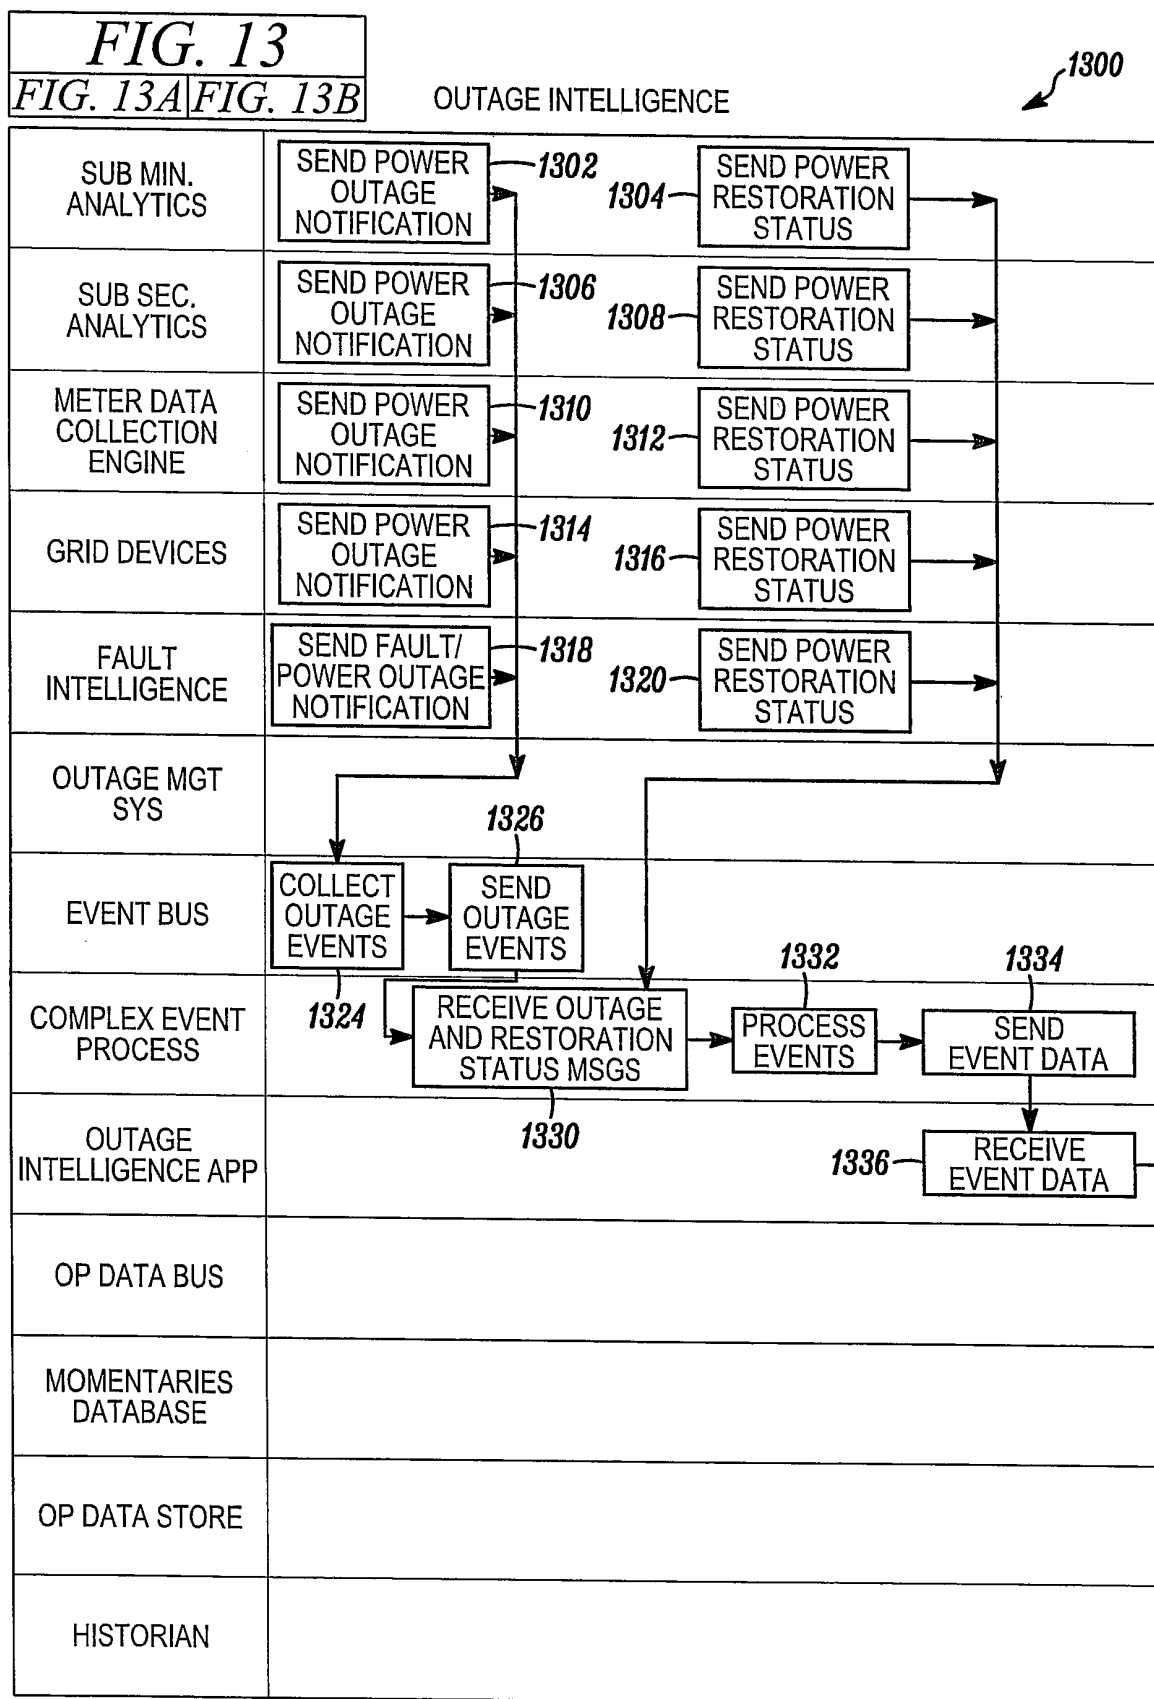 FIG. 13
FIG. 13A FIG. 13B
OUTAGE INTELLIGENCE
1300
SUB MIN.
ANALYTICS
SEND POWER
OUTAGE
NOTIFICATION
1302
1304
SEND POWER
RESTORATION
STATUS
SUB SEC.
ANALYTICS
SEND POWER
OUTAGE
NOTIFICATION
1306
1308
SEND POWER
RESTORATION
STATUS
METER DATA
COLLECTION
ENGINE
SEND POWER
OUTAGE
NOTIFICATION
1310
1312
SEND POWER
RESTORATION
STATUS
GRID DEVICES
SEND POWER
OUTAGE
NOTIFICATION
1314
1316
SEND POWER
RESTORATION
STATUS
FAULT
INTELLIGENCE
SEND FAULT/
POWER OUTAGE
NOTIFICATION
1318
1320
SEND POWER
RESTORATION
STATUS
OUTAGE MGT
SYS
1326
EVENT BUS
COLLECT
OUTAGE
EVENTS
SEND
OUTAGE
EVENTS
1332
1334
COMPLEX EVENT
PROCESS
1324
RECEIVE OUTAGE
AND RESTORATION
STATUS MSGS
PROCESS
EVENTS
SEND
EVENT DATA
OUTAGE
INTELLIGENCE APP
1330
1336
RECEIVE
EVENT DATA
OP DATA BUS
MOMENTARIES
DATABASE
OP DATA STORE
HISTORIAN